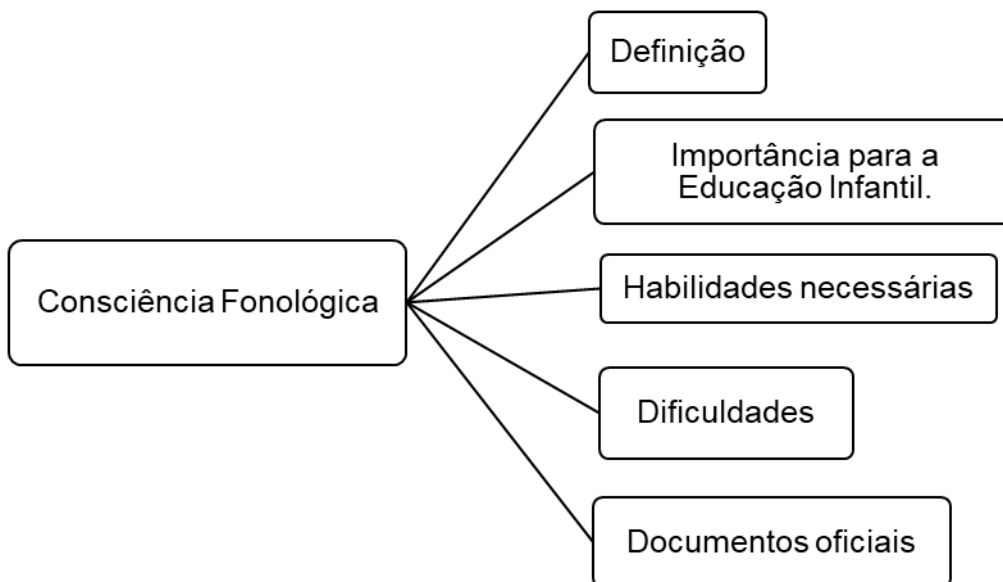 Definição
Importância para a
Educação Infantil.
Consciência Fonológica
Habilidades necessárias
Dificuldades
Documentos oficiais